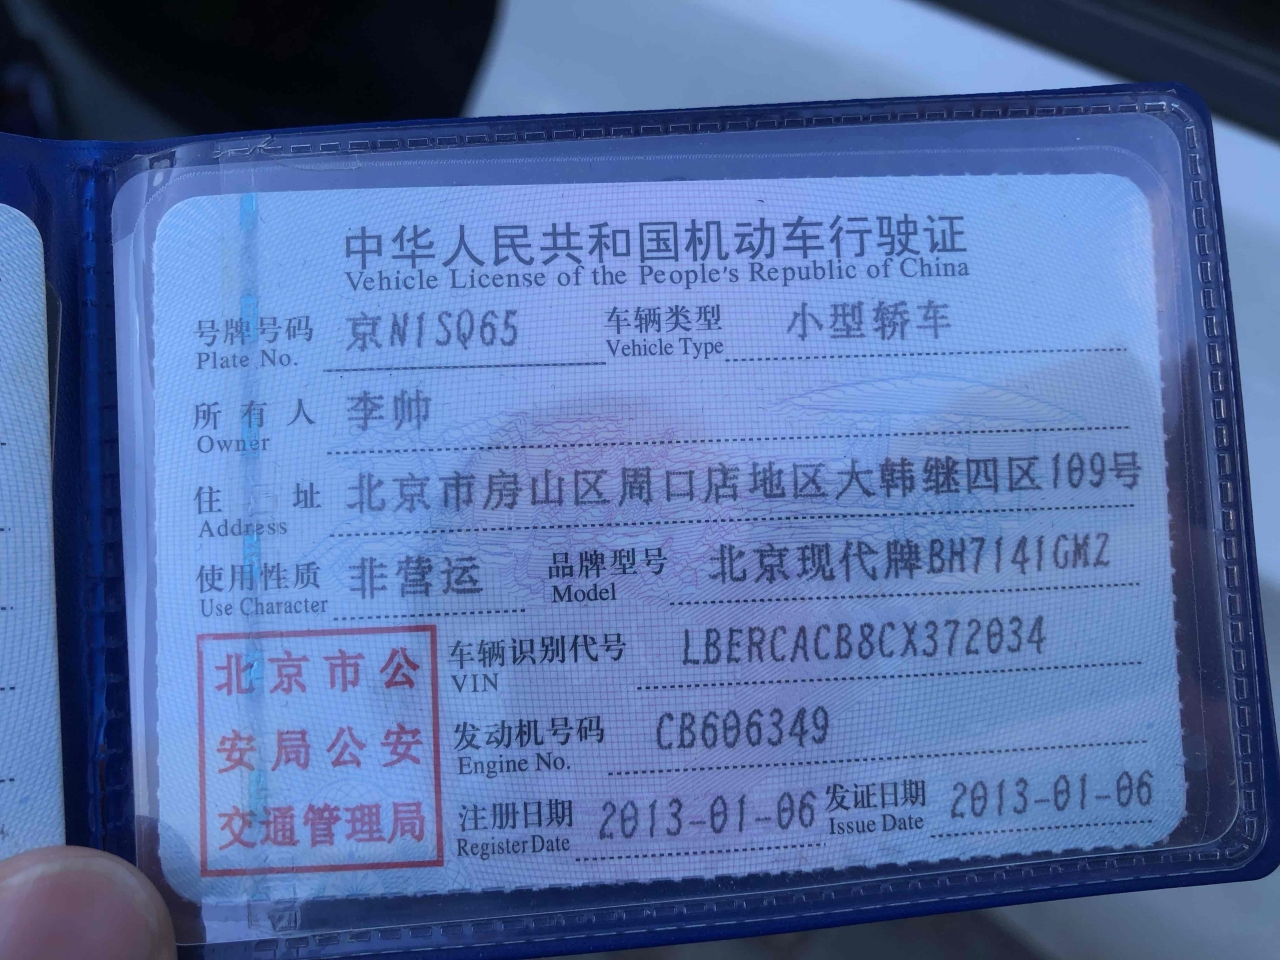 中华人民共和国机动车行驶证
Vehicle License of the People's Republic of China
号牌号码 京N1SQ65 车辆类型 小型轿车
Plate No. Vehicle Type
所有人 李帅
Owner
住址 北京市房山区周口店地区大韩继四区109号
Address
使用性质 非营运 品牌型号 北京现代牌BH7141GMZ
Use Character Model
北京市公
安局公安
交通管理局
车辆识别代号 LBERCACB8CX372034
VIN
发动机号码 CB606349
Engine No.
注册日期 2013-01-06 发证日期 2013-01-06
Register Date Issue Date